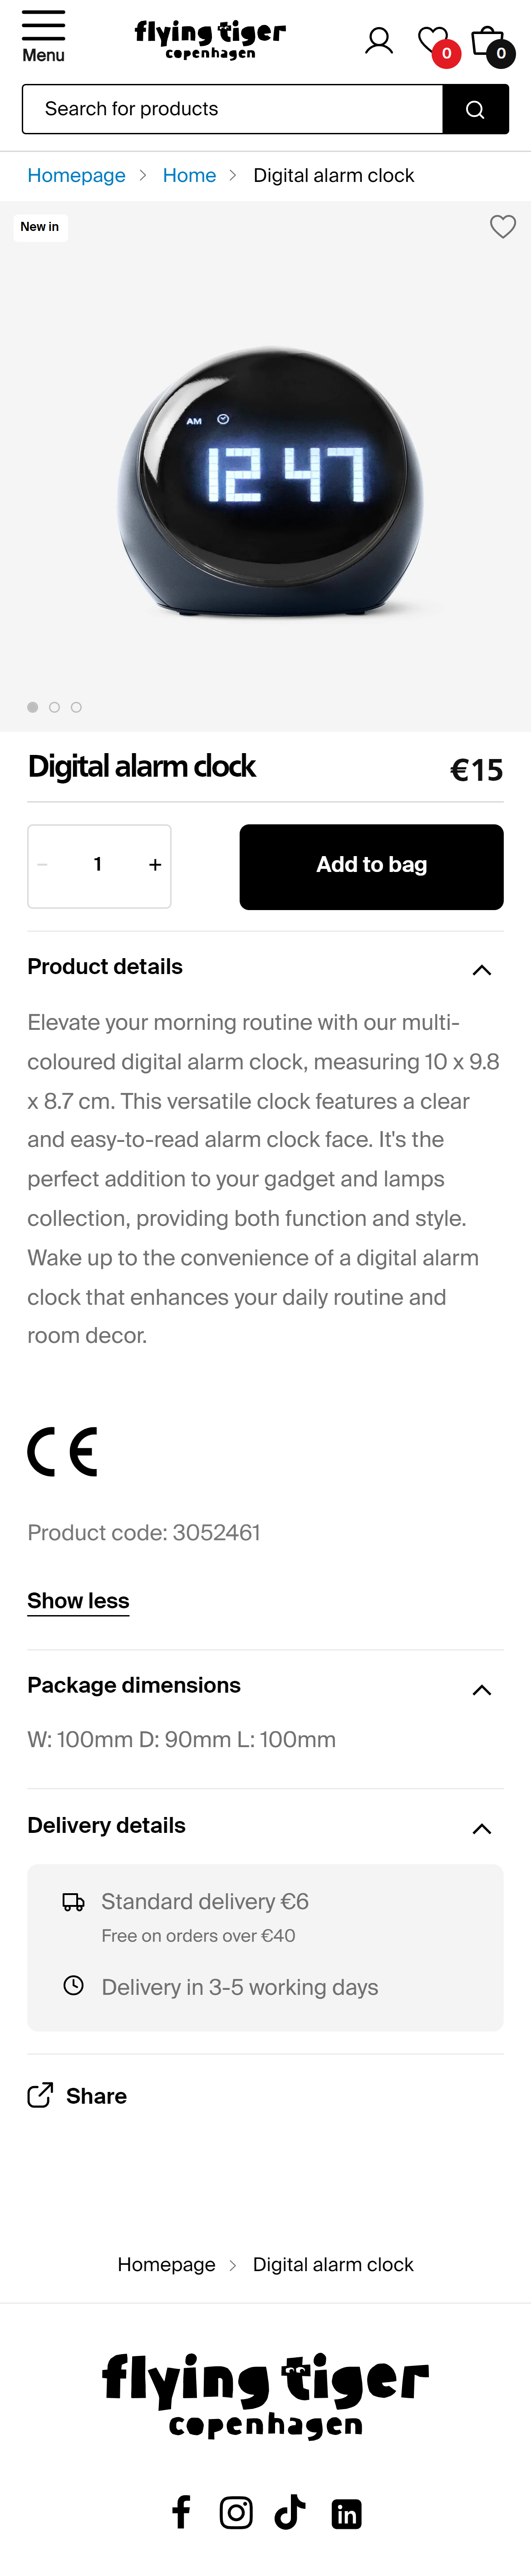 Menu
flying tiger
copenhagen
0
0
Search for products
Homepage
Home
Digital alarm clock
New in
AM
12 47
Digital alarm clock
€15
1
+
Add to bag
Product details
Elevate your morning routine with our multi-
coloured digital alarm clock, measuring 10 x 9.8
x 8.7 cm. This versatile clock features a clear
and easy-to-read alarm clock face. It's the
perfect addition to your gadget and lamps
collection, providing both function and style.
Wake up to the convenience of a digital alarm
clock that enhances your daily routine and
room decor.
CE
Product code: 3052461
Show less
Package dimensions
W: 100mm D: 90mm L: 100mm
Delivery details
Standard delivery €6
Free on orders over €40
Delivery in 3-5 working days
Share
Homepage
Digital alarm clock
flying tiger
copenhagen
in